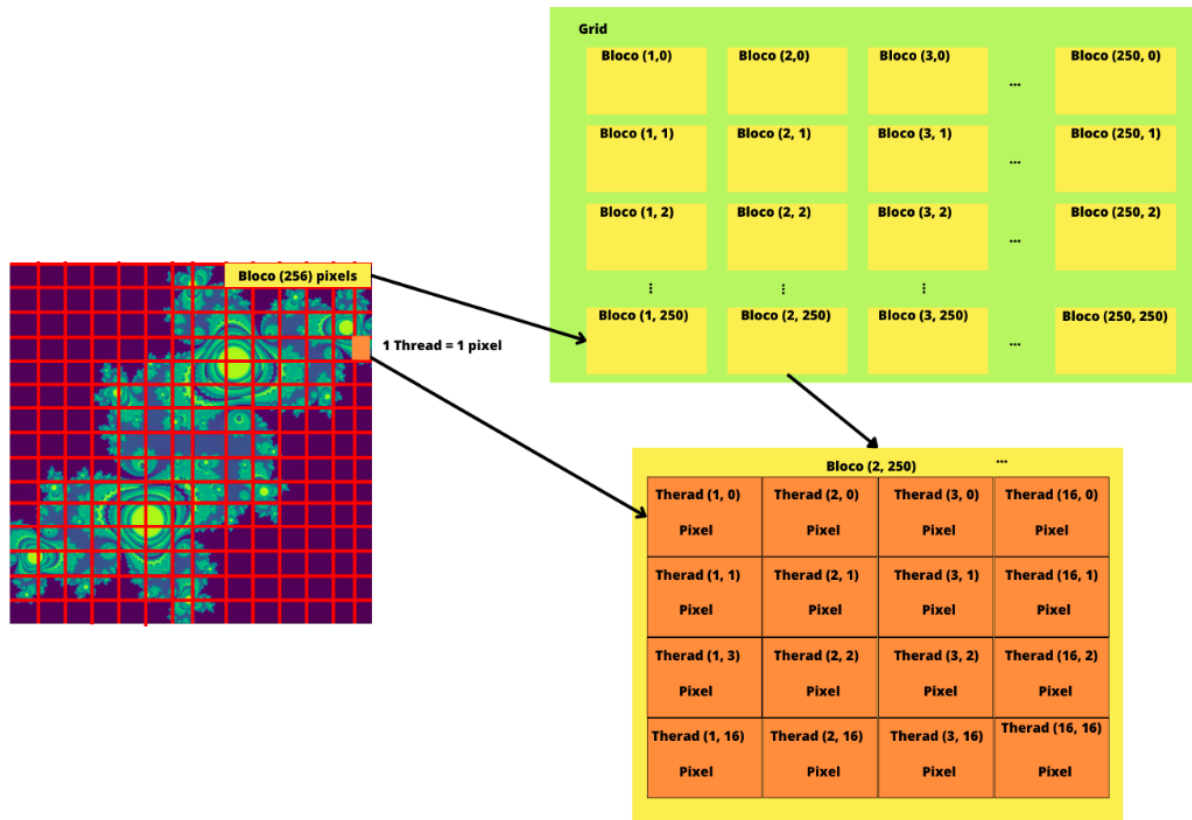 Grid
Bloco (1,0) Bloco (2,0) Bloco (3,0) Bloco (250, 0)
...
Bloco (1, 1) Bloco (2, 1) Bloco (3, 1) Bloco (250, 1)
...
Bloco (1, 2) Bloco (2, 2) Bloco (3, 2) Bloco (250, 2)
...
⋮ ⋮ ⋮
Bloco (1, 250) Bloco (2, 250) Bloco (3, 250) Bloco (250, 250)
...
Bloco (256) pixels
1 Thread = 1 pixel
Bloco (2, 250) ...
Therad (1, 0) Therad (2, 0) Therad (3, 0) Therad (16, 0)
Pixel Pixel Pixel Pixel
Therad (1, 1) Therad (2, 1) Therad (3, 1) Therad (16, 1)
Pixel Pixel Pixel Pixel
Therad (1, 3) Therad (2, 2) Therad (3, 2) Therad (16, 2)
Pixel Pixel Pixel Pixel
Therad (1, 16) Therad (2, 16) Therad (3, 16) Therad (16, 16)
Pixel Pixel Pixel Pixel